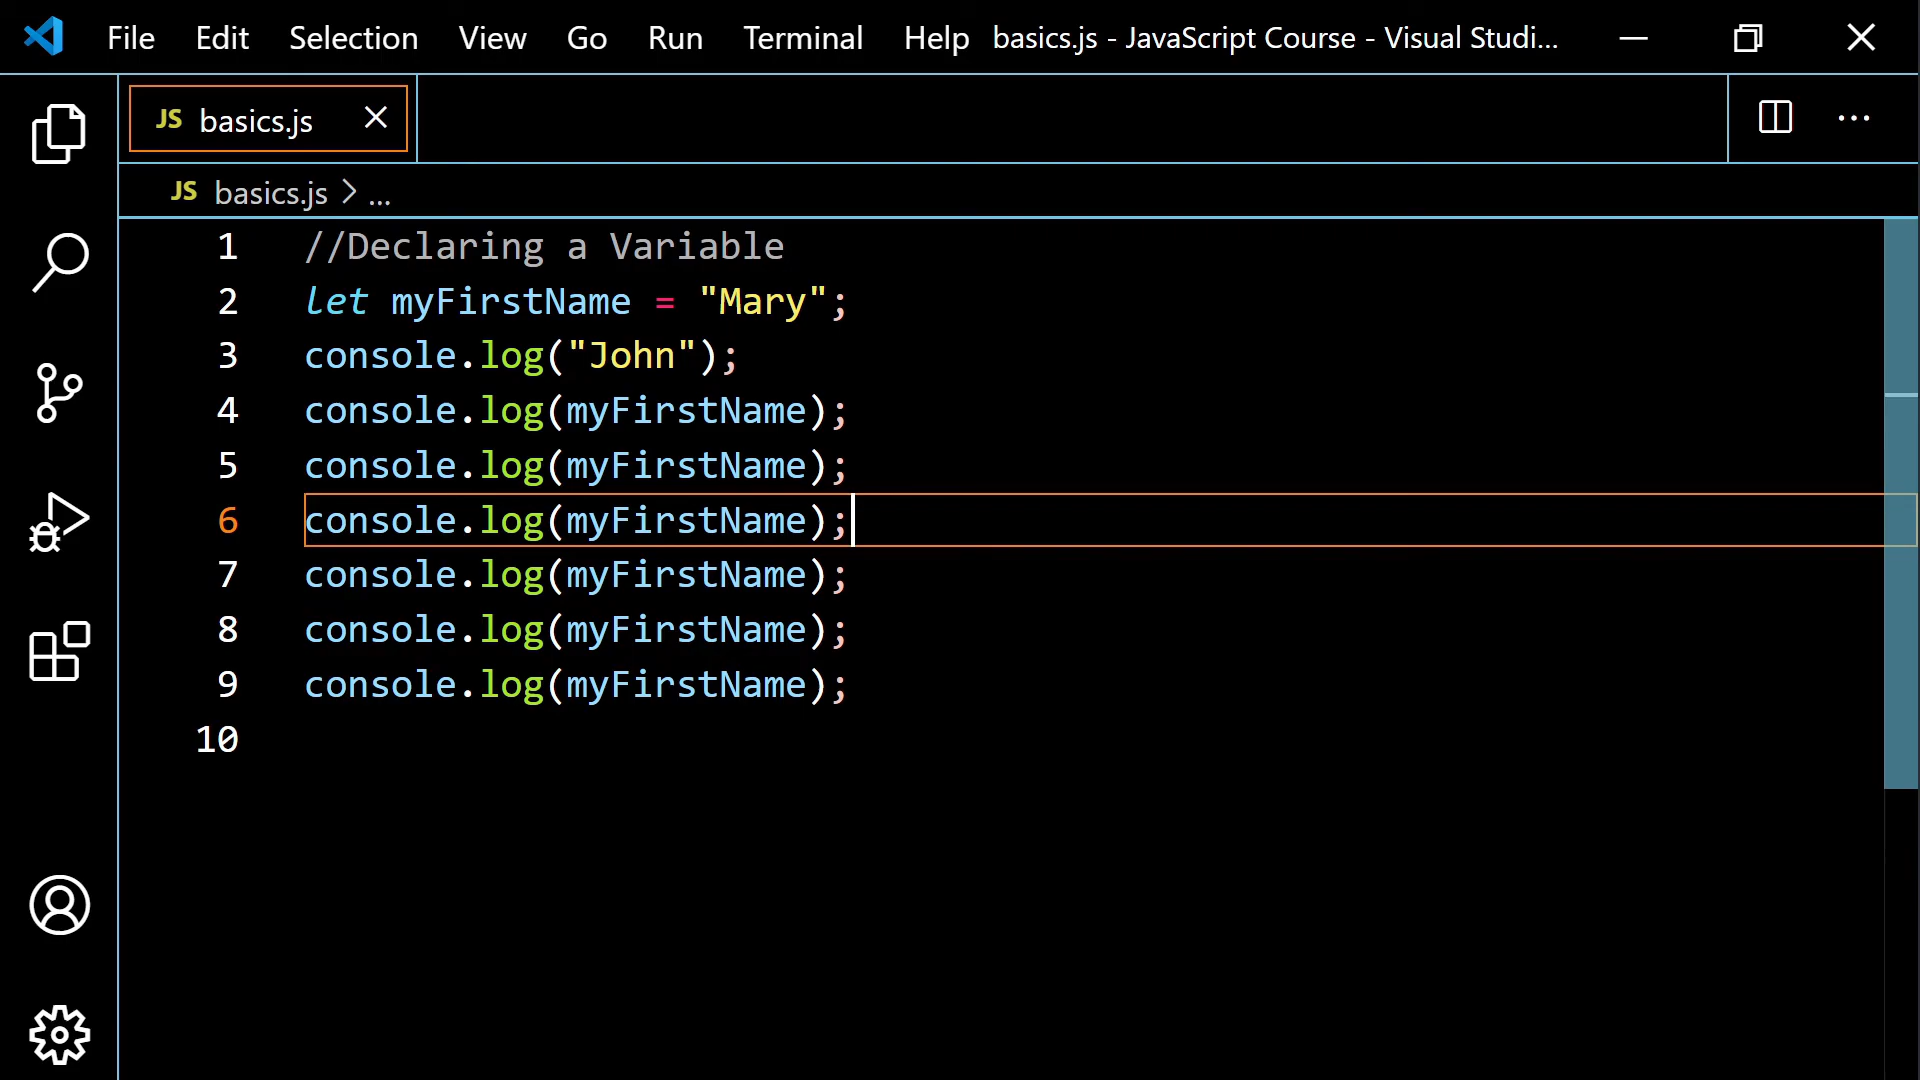 File Edit Selection View Go Run Terminal Help basics.js - JavaScript Course - Visual Studi...
JS basics.js
JS basics.js > ...
1 //Declaring a Variable
2 let myFirstName = "Mary";
3 console.log("John");
4 console.log(myFirstName);
5 console.log(myFirstName);
6 console.log(myFirstName);
7 console.log(myFirstName);
8 console.log(myFirstName);
9 console.log(myFirstName);
10